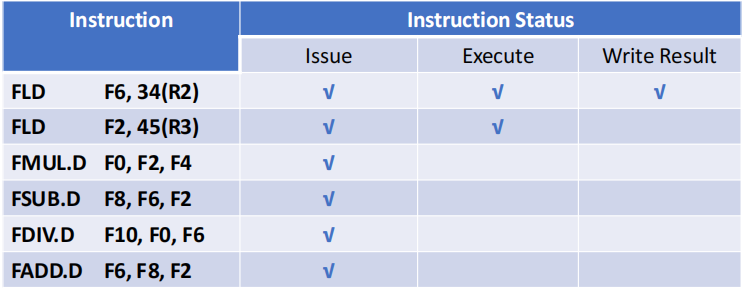 Instruction Instruction Status
Issue Execute Write Result
FLD F6, 34(R2) √ √ √
FLD F2, 45(R3) √ √
FMUL.D F0, F2, F4 √
FSUB.D F8, F6, F2 √
FDIV.D F10, F0, F6 √
FADD.D F6, F8, F2 √